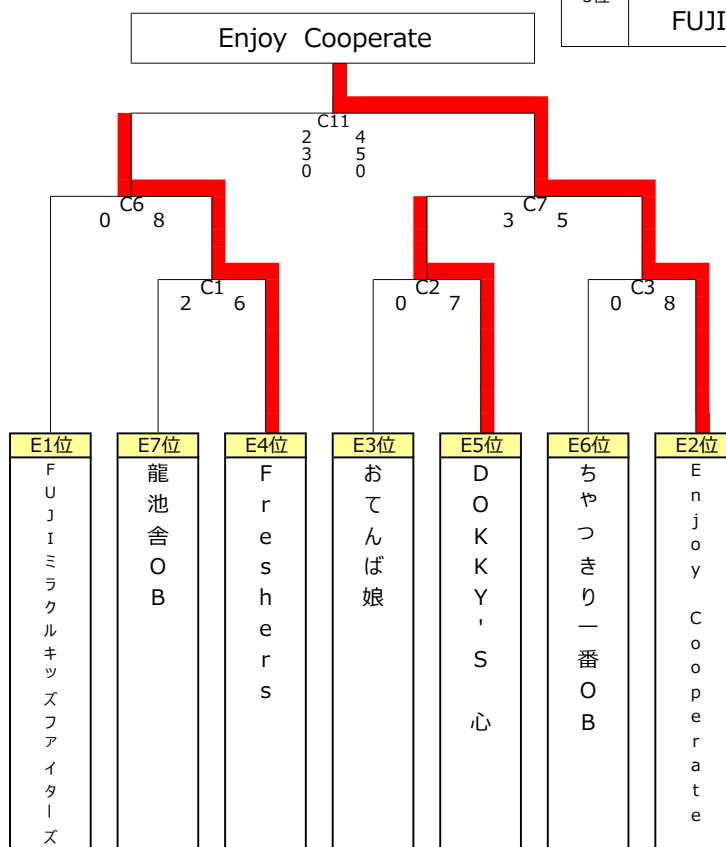 5位
FUJI
Enjoy Cooperate
C11
2 4
3 5
0 0
C6
0 8
C7
3 5
C1
2 6
C2
0 7
C3
0 8
E1位 E7位 E4位 E3位 E5位 E6位 E2位
FUJIミラクルキッズファイターズ
龍池舎OB
Freshers
おてんば娘
DOKKY'S 心
ちゃっきり一番OB
Enjoy Cooperate